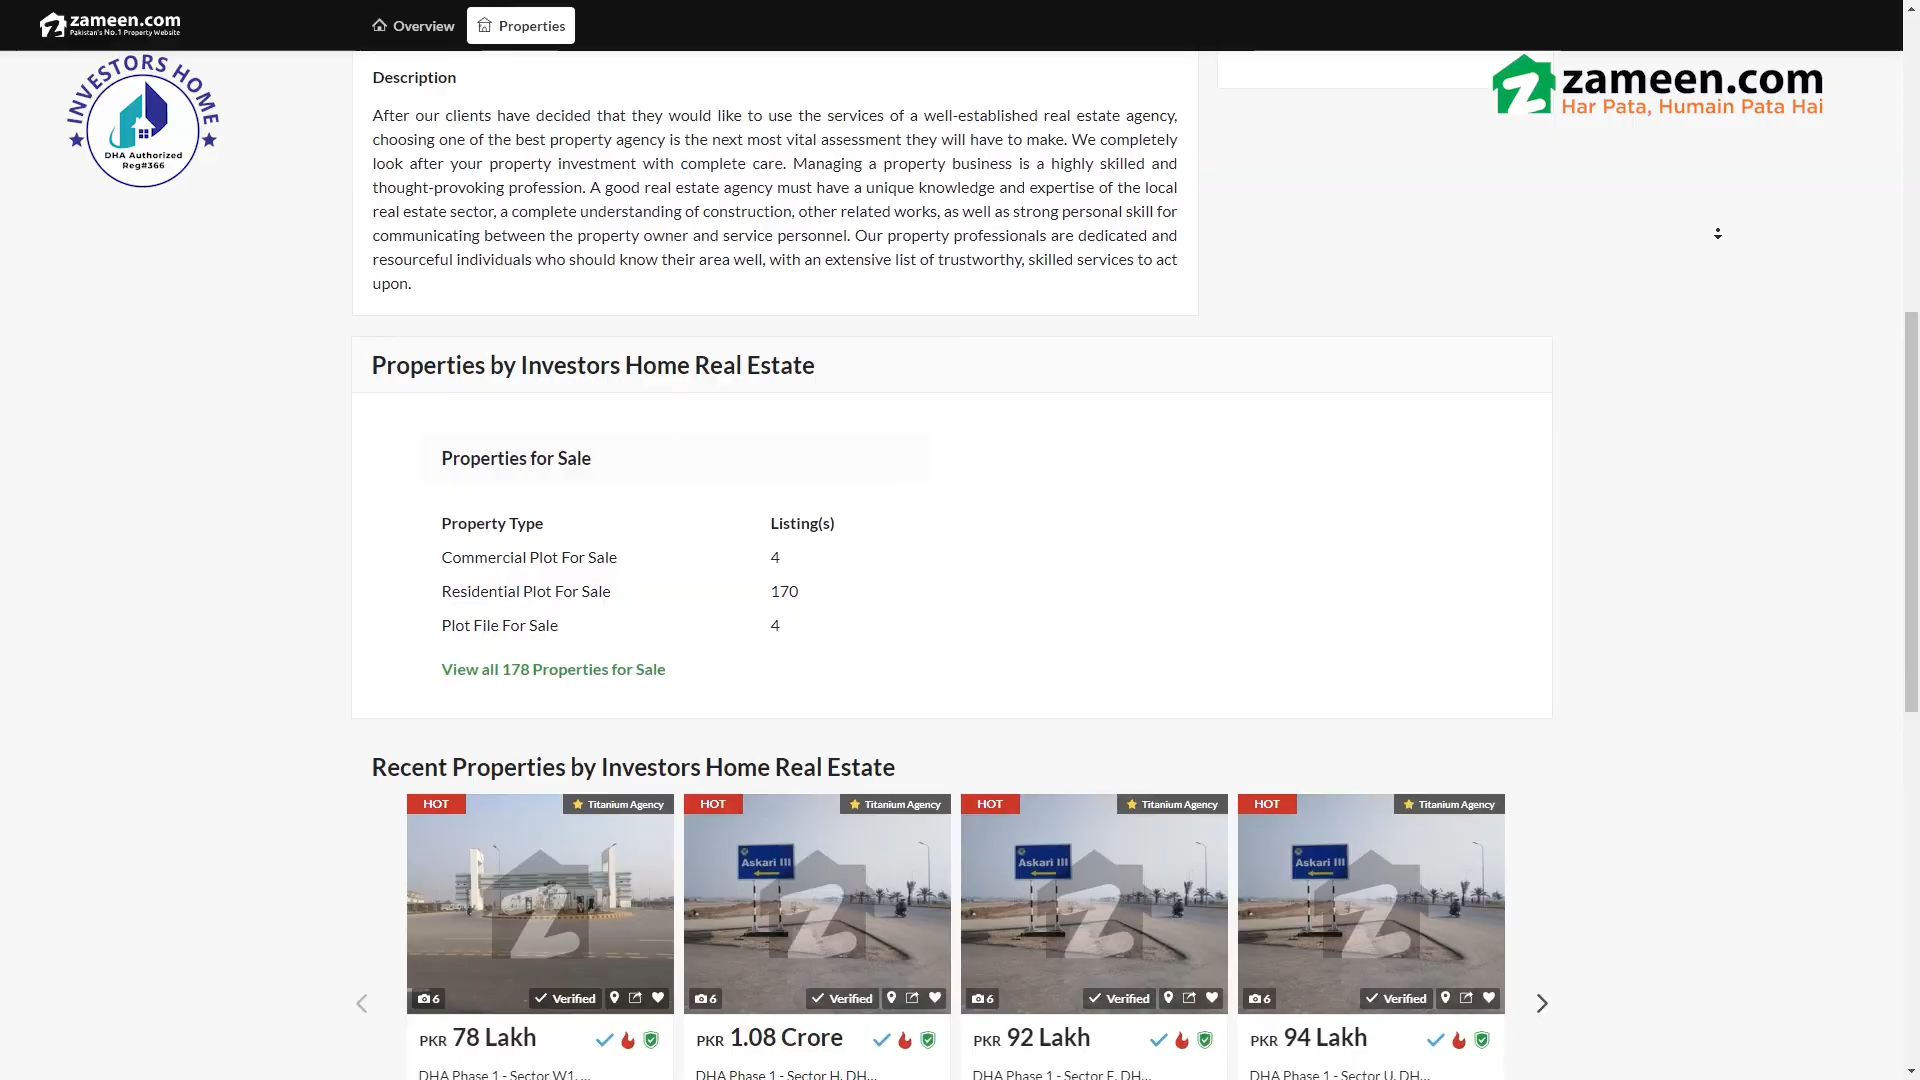 zameen.com
Pakistan's No.1 Property Website
Overview
Properties
INVESTORS HOME
DHA Authorized
Reg#366
zameen.com
Har Pata, Humain Pata Hai
Description
After our clients have decided that they would like to use the services of a well-established real estate agency,
choosing one of the best property agency is the next most vital assessment they will have to make. We completely
look after your property investment with complete care. Managing a property business is a highly skilled and
thought-provoking profession. A good real estate agency must have a unique knowledge and expertise of the local
real estate sector, a complete understanding of construction, other related works, as well as strong personal skill for
communicating between the property owner and service personnel. Our property professionals are dedicated and
resourceful individuals who should know their area well, with an extensive list of trustworthy, skilled services to act
upon.
Properties by Investors Home Real Estate
Properties for Sale
Property Type Listing(s)
Commercial Plot For Sale 4
Residential Plot For Sale 170
Plot File For Sale 4
View all 178 Properties for Sale
Recent Properties by Investors Home Real Estate
HOT Titanium Agency HOT Titanium Agency HOT Titanium Agency HOT Titanium Agency
Askari III Askari III Askari III
6 Verified 6 Verified 6 Verified 6 Verified
PKR 78 Lakh PKR 1.08 Crore PKR 92 Lakh PKR 94 Lakh
DHA Phase 1 - Sector W1, ... DHA Phase 1 - Sector H, DH... DHA Phase 1 - Sector F, DH... DHA Phase 1 - Sector U, DH...